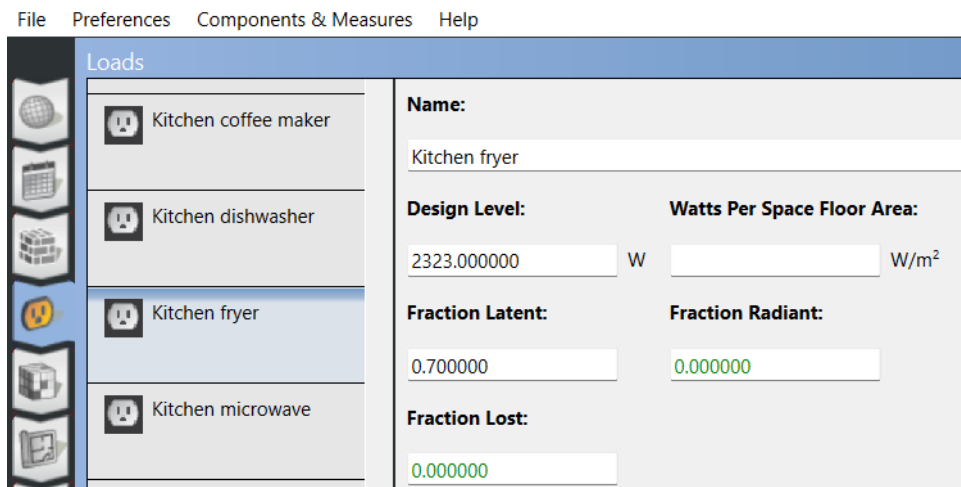 File Preferences Components & Measures Help
Loads
Kitchen coffee maker
Kitchen dishwasher
Kitchen fryer
Kitchen microwave
Name:
Kitchen fryer
Design Level: Watts Per Space Floor Area:
2323.000000 W W/m²
Fraction Latent: Fraction Radiant:
0.700000 0.000000
Fraction Lost:
0.000000